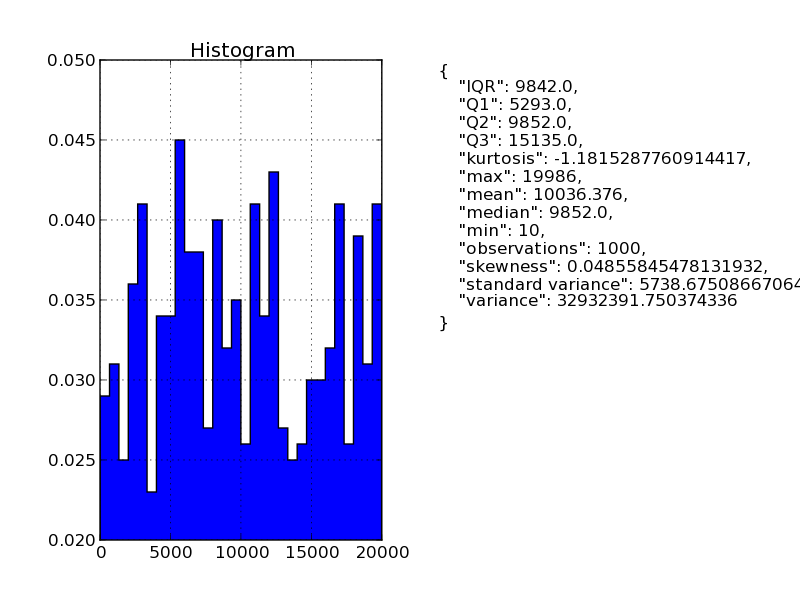 Histogram
0.050
0.045
0.040
0.035
0.030
0.025
0.020
0 5000 10000 15000 20000
{
"IQR": 9842.0,
"Q1": 5293.0,
"Q2": 9852.0,
"Q3": 15135.0,
"kurtosis": -1.1815287760914417,
"max": 19986,
"mean": 10036.376,
"median": 9852.0,
"min": 10,
"observations": 1000,
"skewness": 0.04855845478131932,
"standard variance": 5738.67508667064
"variance": 32932391.750374336
}